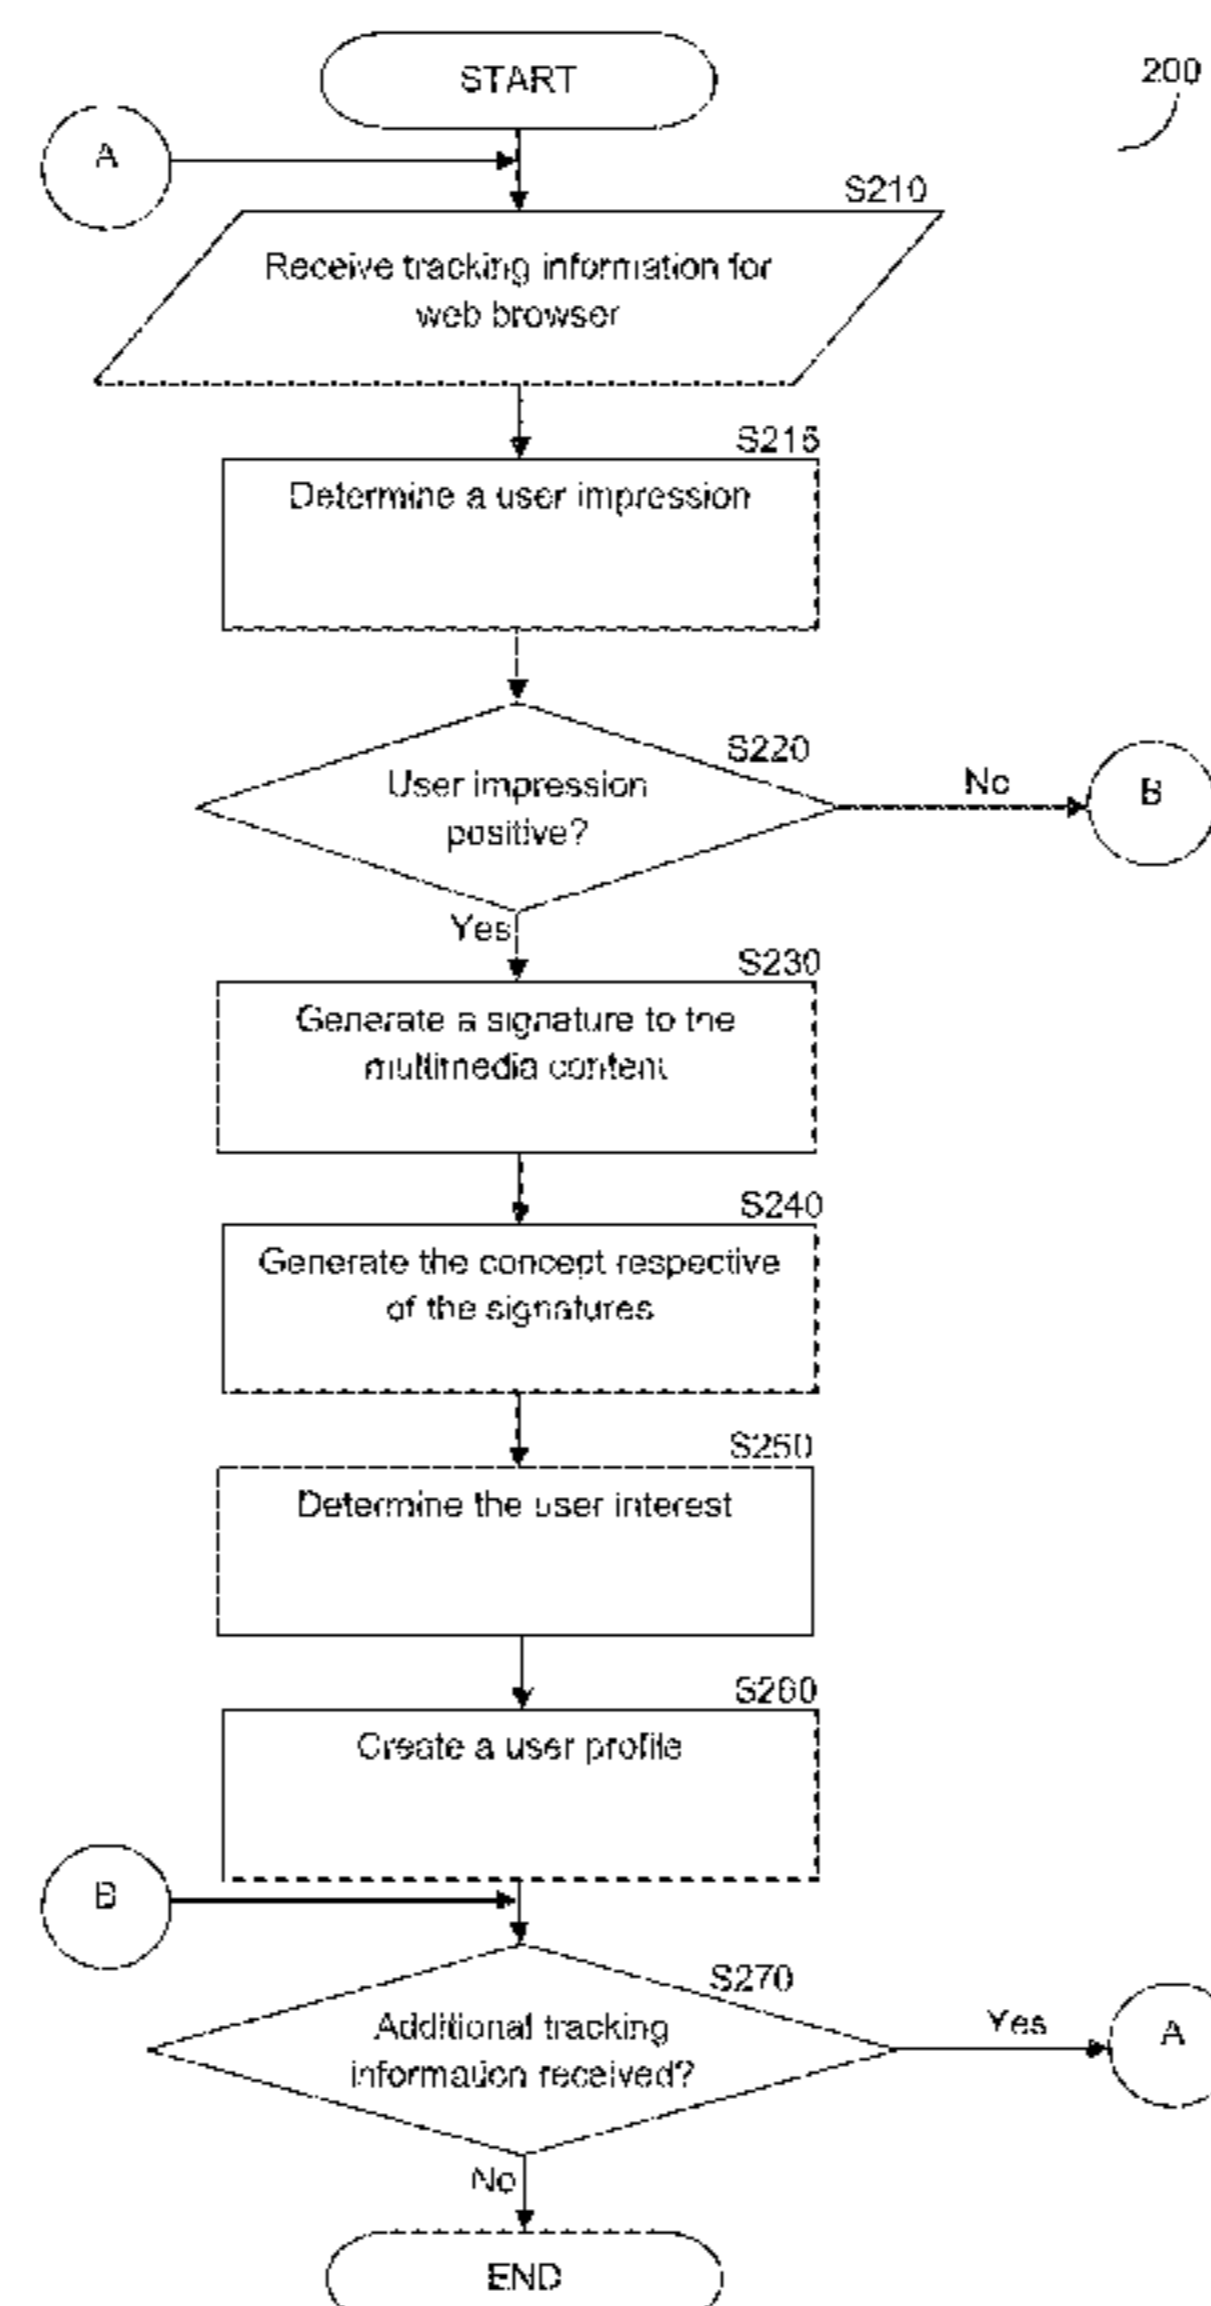 START
200
A
S210
Receive tracking information for
web browser
S215
Determine a user impression
S220
User impression
positive?
No
B
Yes
S230
Generate a signature to the
multimedia content
S240
Generate the concept respective
of the signatures
S250
Determine the user interest
S260
Create a user profile
B
S270
Additional tracking
information received?
Yes
A
No
END